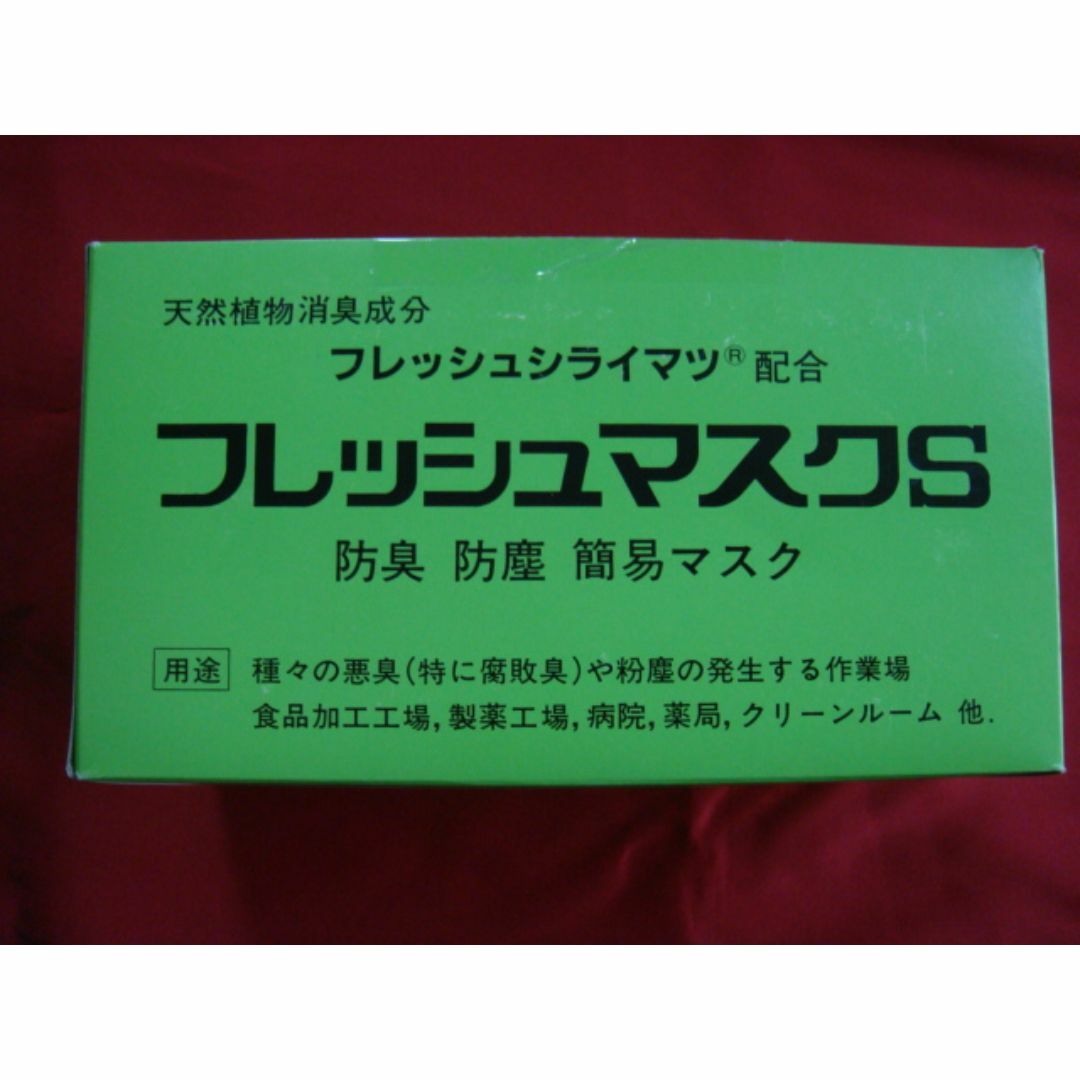 天然植物消臭成分
フレッシュシライマツ® 配合
フレッシュマスクS
防臭 防塵 簡易マスク
用途 種々の悪臭(特に腐敗臭)や粉塵の発生する作業場
食品加工工場,製薬工場,病院,薬局,クリーンルーム 他.